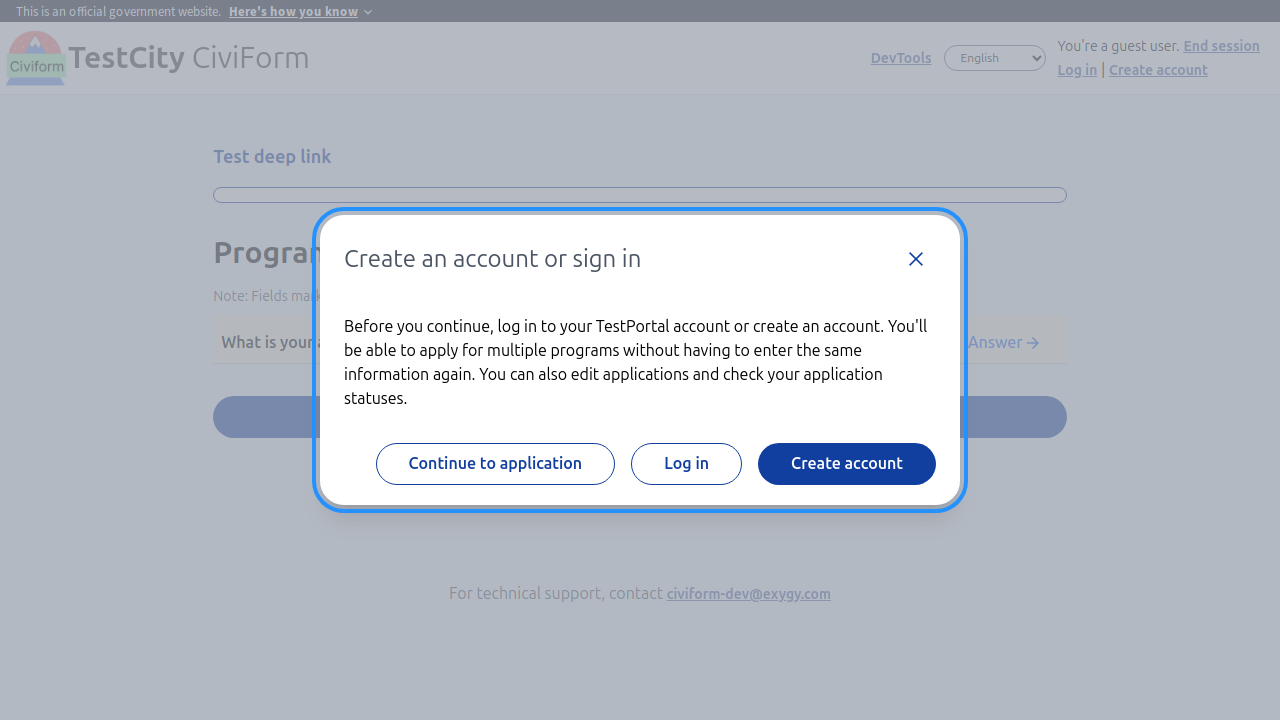 This is an official government website. Here's how you know
Civiform
TestCity CiviForm
DevTools
English
You're a guest user. End session
Log in | Create account
Test deep link
Program
Note: Fields
What is your
Answer
Create an account or sign in
Before you continue, log in to your TestPortal account or create an account. You'll
be able to apply for multiple programs without having to enter the same
information again. You can also edit applications and check your application
statuses.
Continue to application
Log in
Create account
For technical support, contact civiform-dev@exygy.com